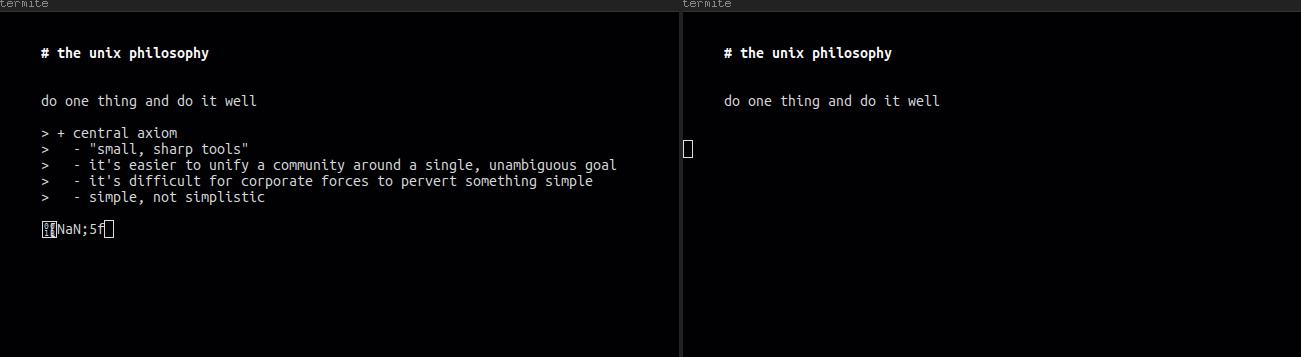 termite
# the unix philosophy
do one thing and do it well
> + central axiom
>   - "small, sharp tools"
>   - it's easier to unify a community around a single, unambiguous goal
>   - it's difficult for corporate forces to pervert something simple
>   - simple, not simplistic
NaN;5f
termite
# the unix philosophy
do one thing and do it well